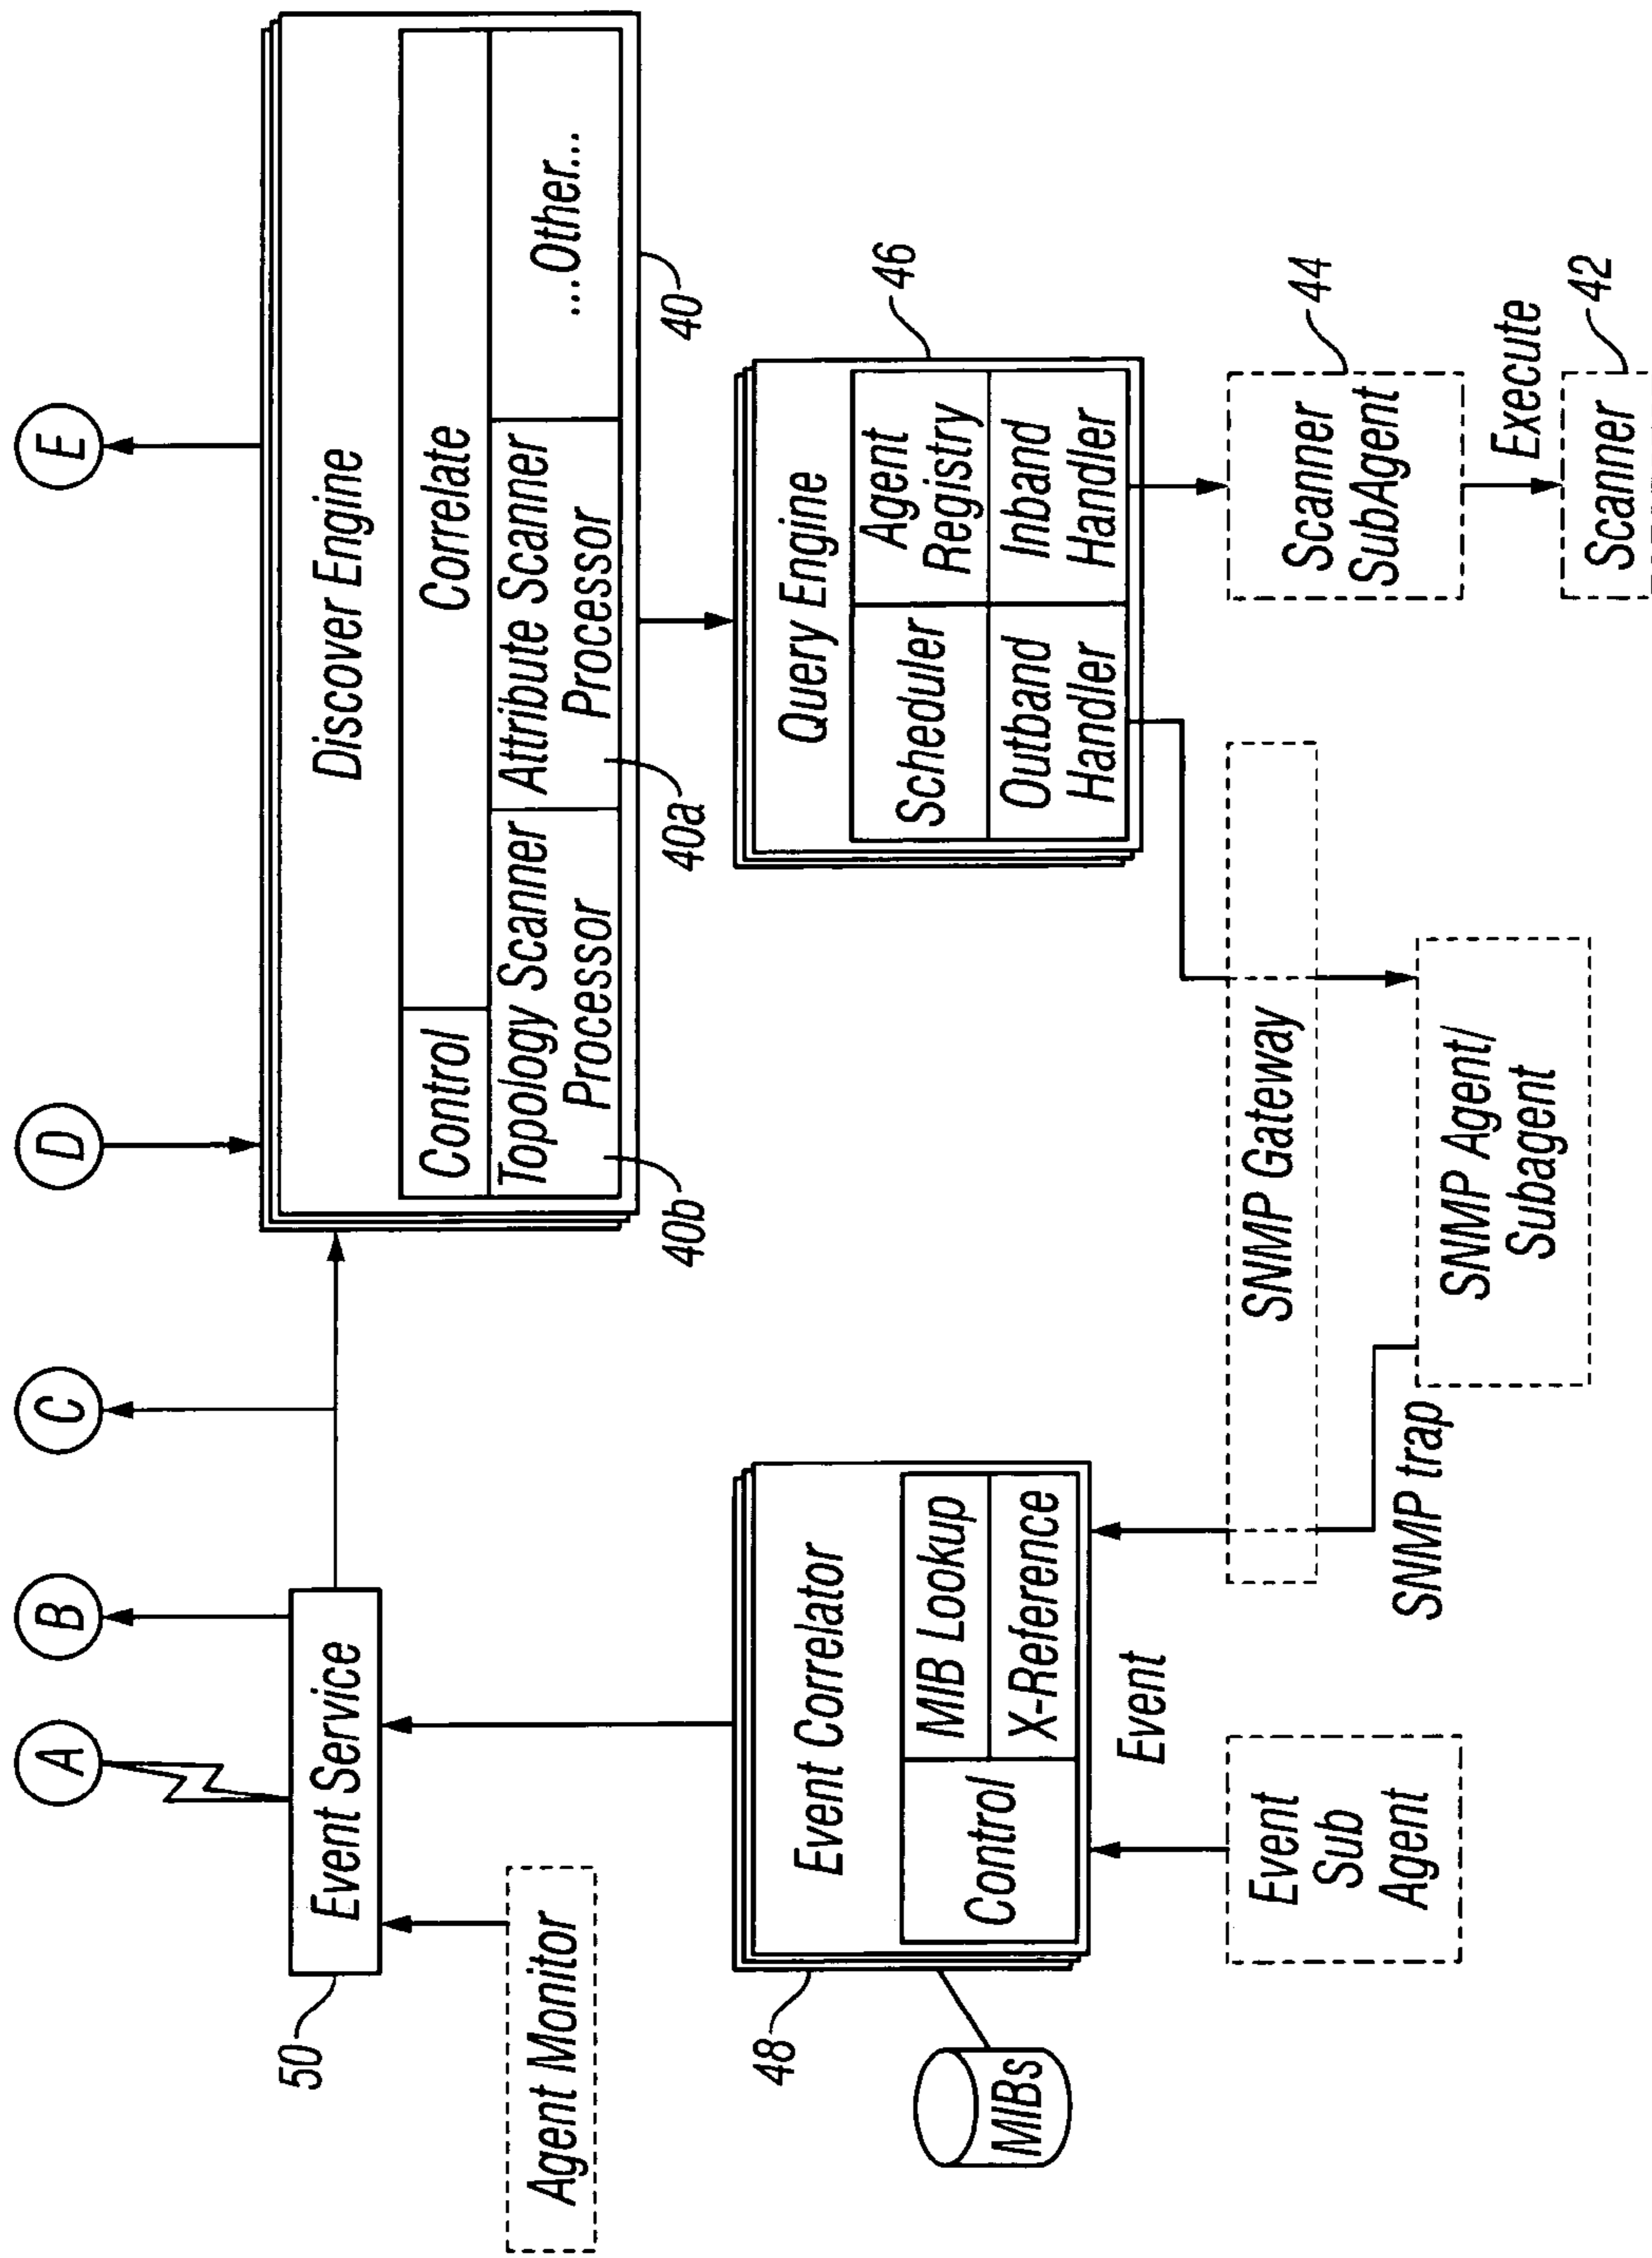 A
B
C
D
E
50
Event Service
Agent Monitor
Discover Engine
Control
Correlate
Topology Scanner
Processor
Attribute Scanner
Processor
...Other...
40b
40a
40
48
Event Correlator
Control
MIB Lookup
X-Reference
MIBs
Query Engine
46
Scheduler
Agent
Registry
Outband
Handler
Inband
Handler
Event
Event
Sub
Agent
SNMP Gateway
SNMP trap
SNMP Agent/
Subagent
Scanner
SubAgent
44
Execute
Scanner
42